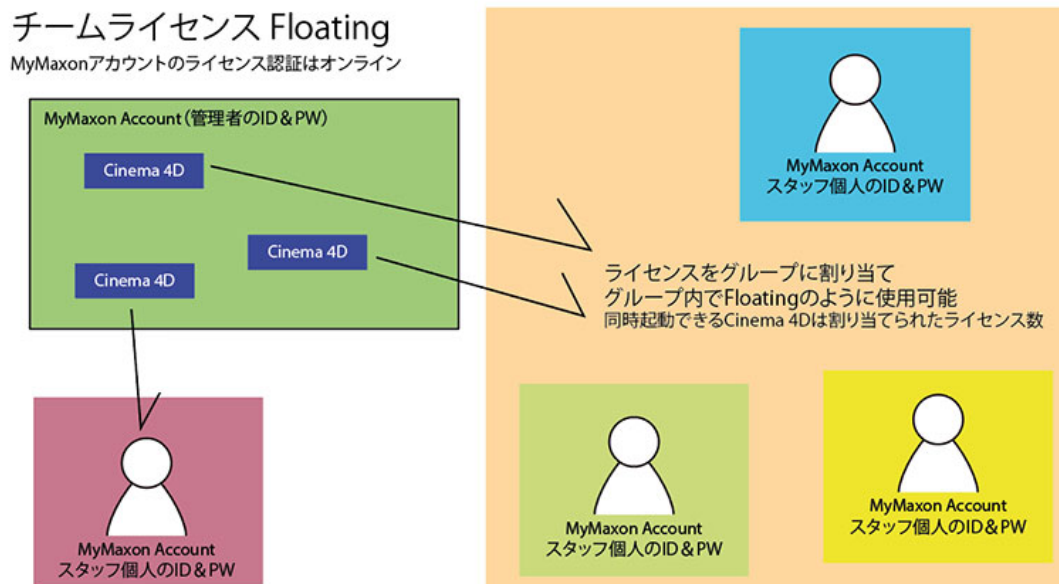 チームライセンス Floating
MyMaxonアカウントのライセンス認証はオンライン
MyMaxon Account（管理者のID＆PW）
Cinema 4D
Cinema 4D
Cinema 4D
MyMaxon Account
スタッフ個人のID＆PW
ライセンスをグループに割り当て
グループ内でFloatingのように使用可能
同時起動できるCinema 4Dは割り当てられたライセンス数
MyMaxon Account
スタッフ個人のID＆PW
MyMaxon Account
スタッフ個人のID＆PW
MyMaxon Account
スタッフ個人のID＆PW